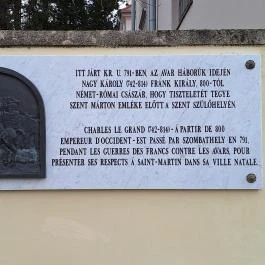 ITT JÁRT KR. U. 791-BEN, AZ AVAR HÁBORÚK IDEJÉN
NAGY KÁROLY (742-814) FRANK KIRÁLY, 800-TÓL
NÉMET-RÓMAI CSÁSZÁR, HOGY TISZTELETÉT TEGYE
SZENT MÁRTON EMLÉKE ELŐTT A SZENT SZÜLŐHELYÉN
CHARLES LE GRAND (742-814) - À PARTIR DE 800
EMPEREUR D'OCCIDENT - EST PASSÉ PAR SZOMBATHELY EN 791,
PENDANT LES GUERRES DES FRANCS CONTRE LES AVARS, POUR
PRÉSENTER SES RESPECTS À SAINT-MARTIN DANS SA VILLE NATALE.